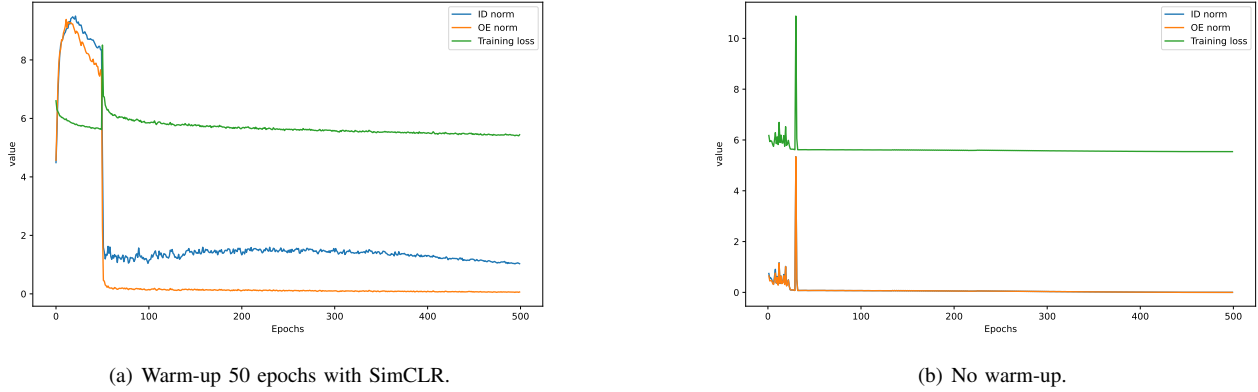 ID norm
OE norm
Training loss
8
6
4
2
0
value
0
100
200
300
400
500
Epochs
(a) Warm-up 50 epochs with SimCLR.
ID norm
OE norm
Training loss
10
8
6
4
2
0
value
0
100
200
300
400
500
Epochs
(b) No warm-up.